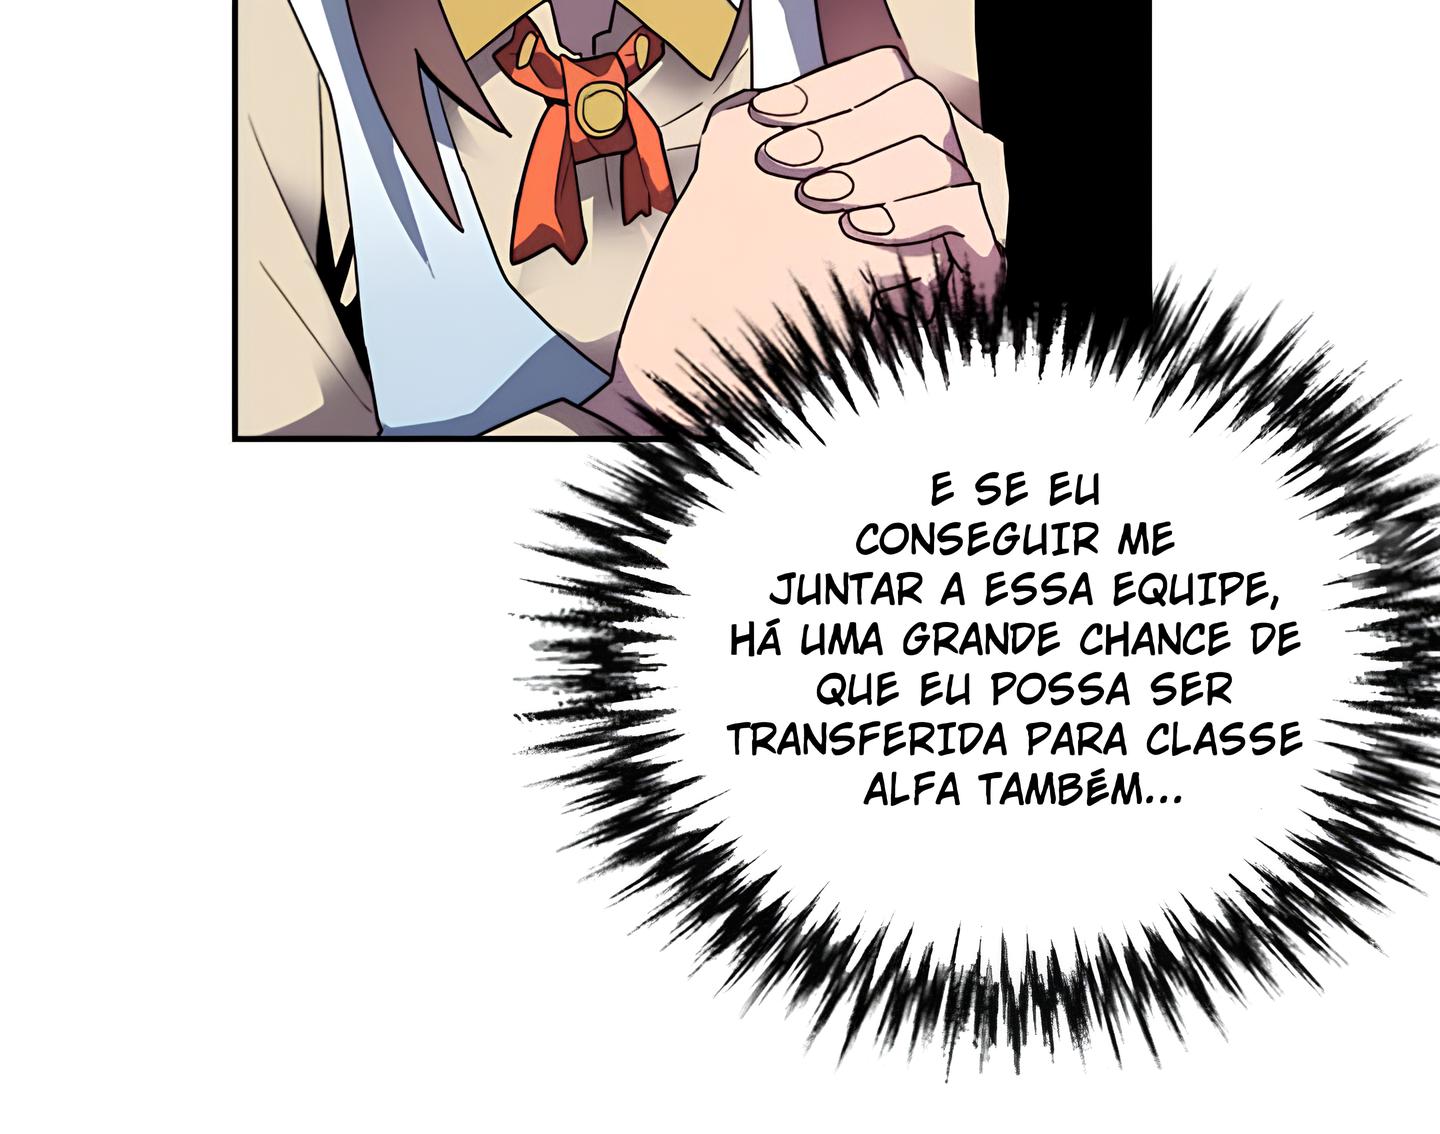 E SE EU
CONSEGUIR ME
JUNTAR A ESSA EQUIPE,
HÁ UMA GRANDE CHANCE DE
QUE EU POSSA SER
TRANSFERIDA PARA CLASSE
ALFA TAMBÉM...